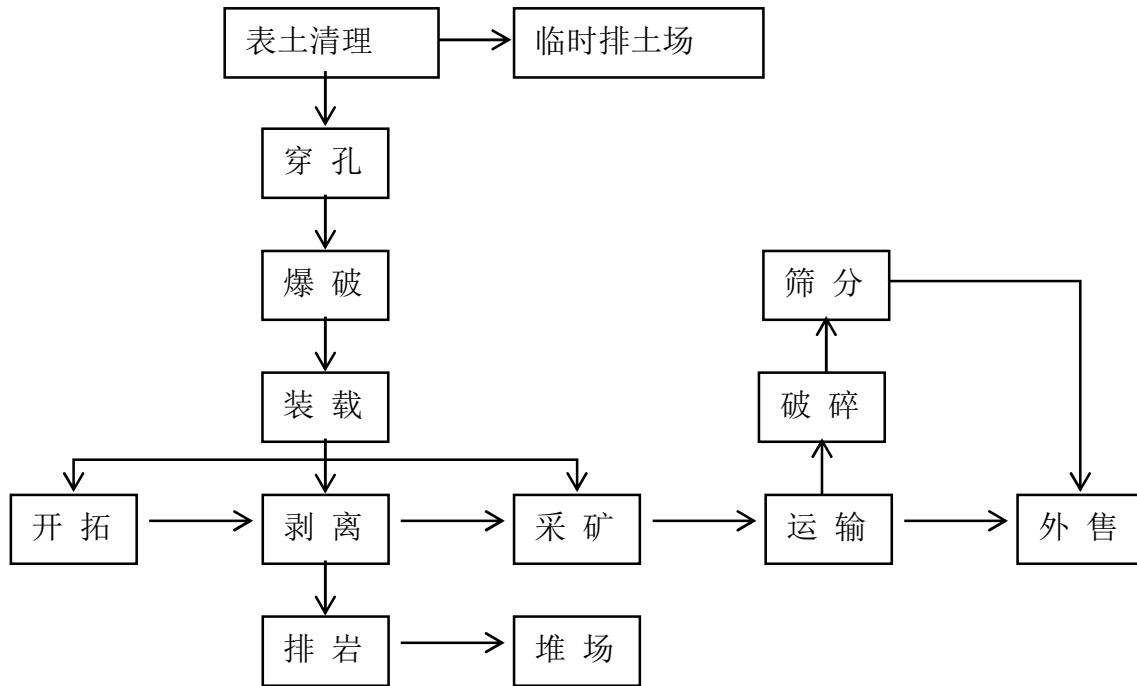 表土清理
临时排土场
穿 孔
爆 破
筛 分
装 载
破 碎
开 拓
剥 离
采 矿
运 输
外 售
排 岩
堆 场